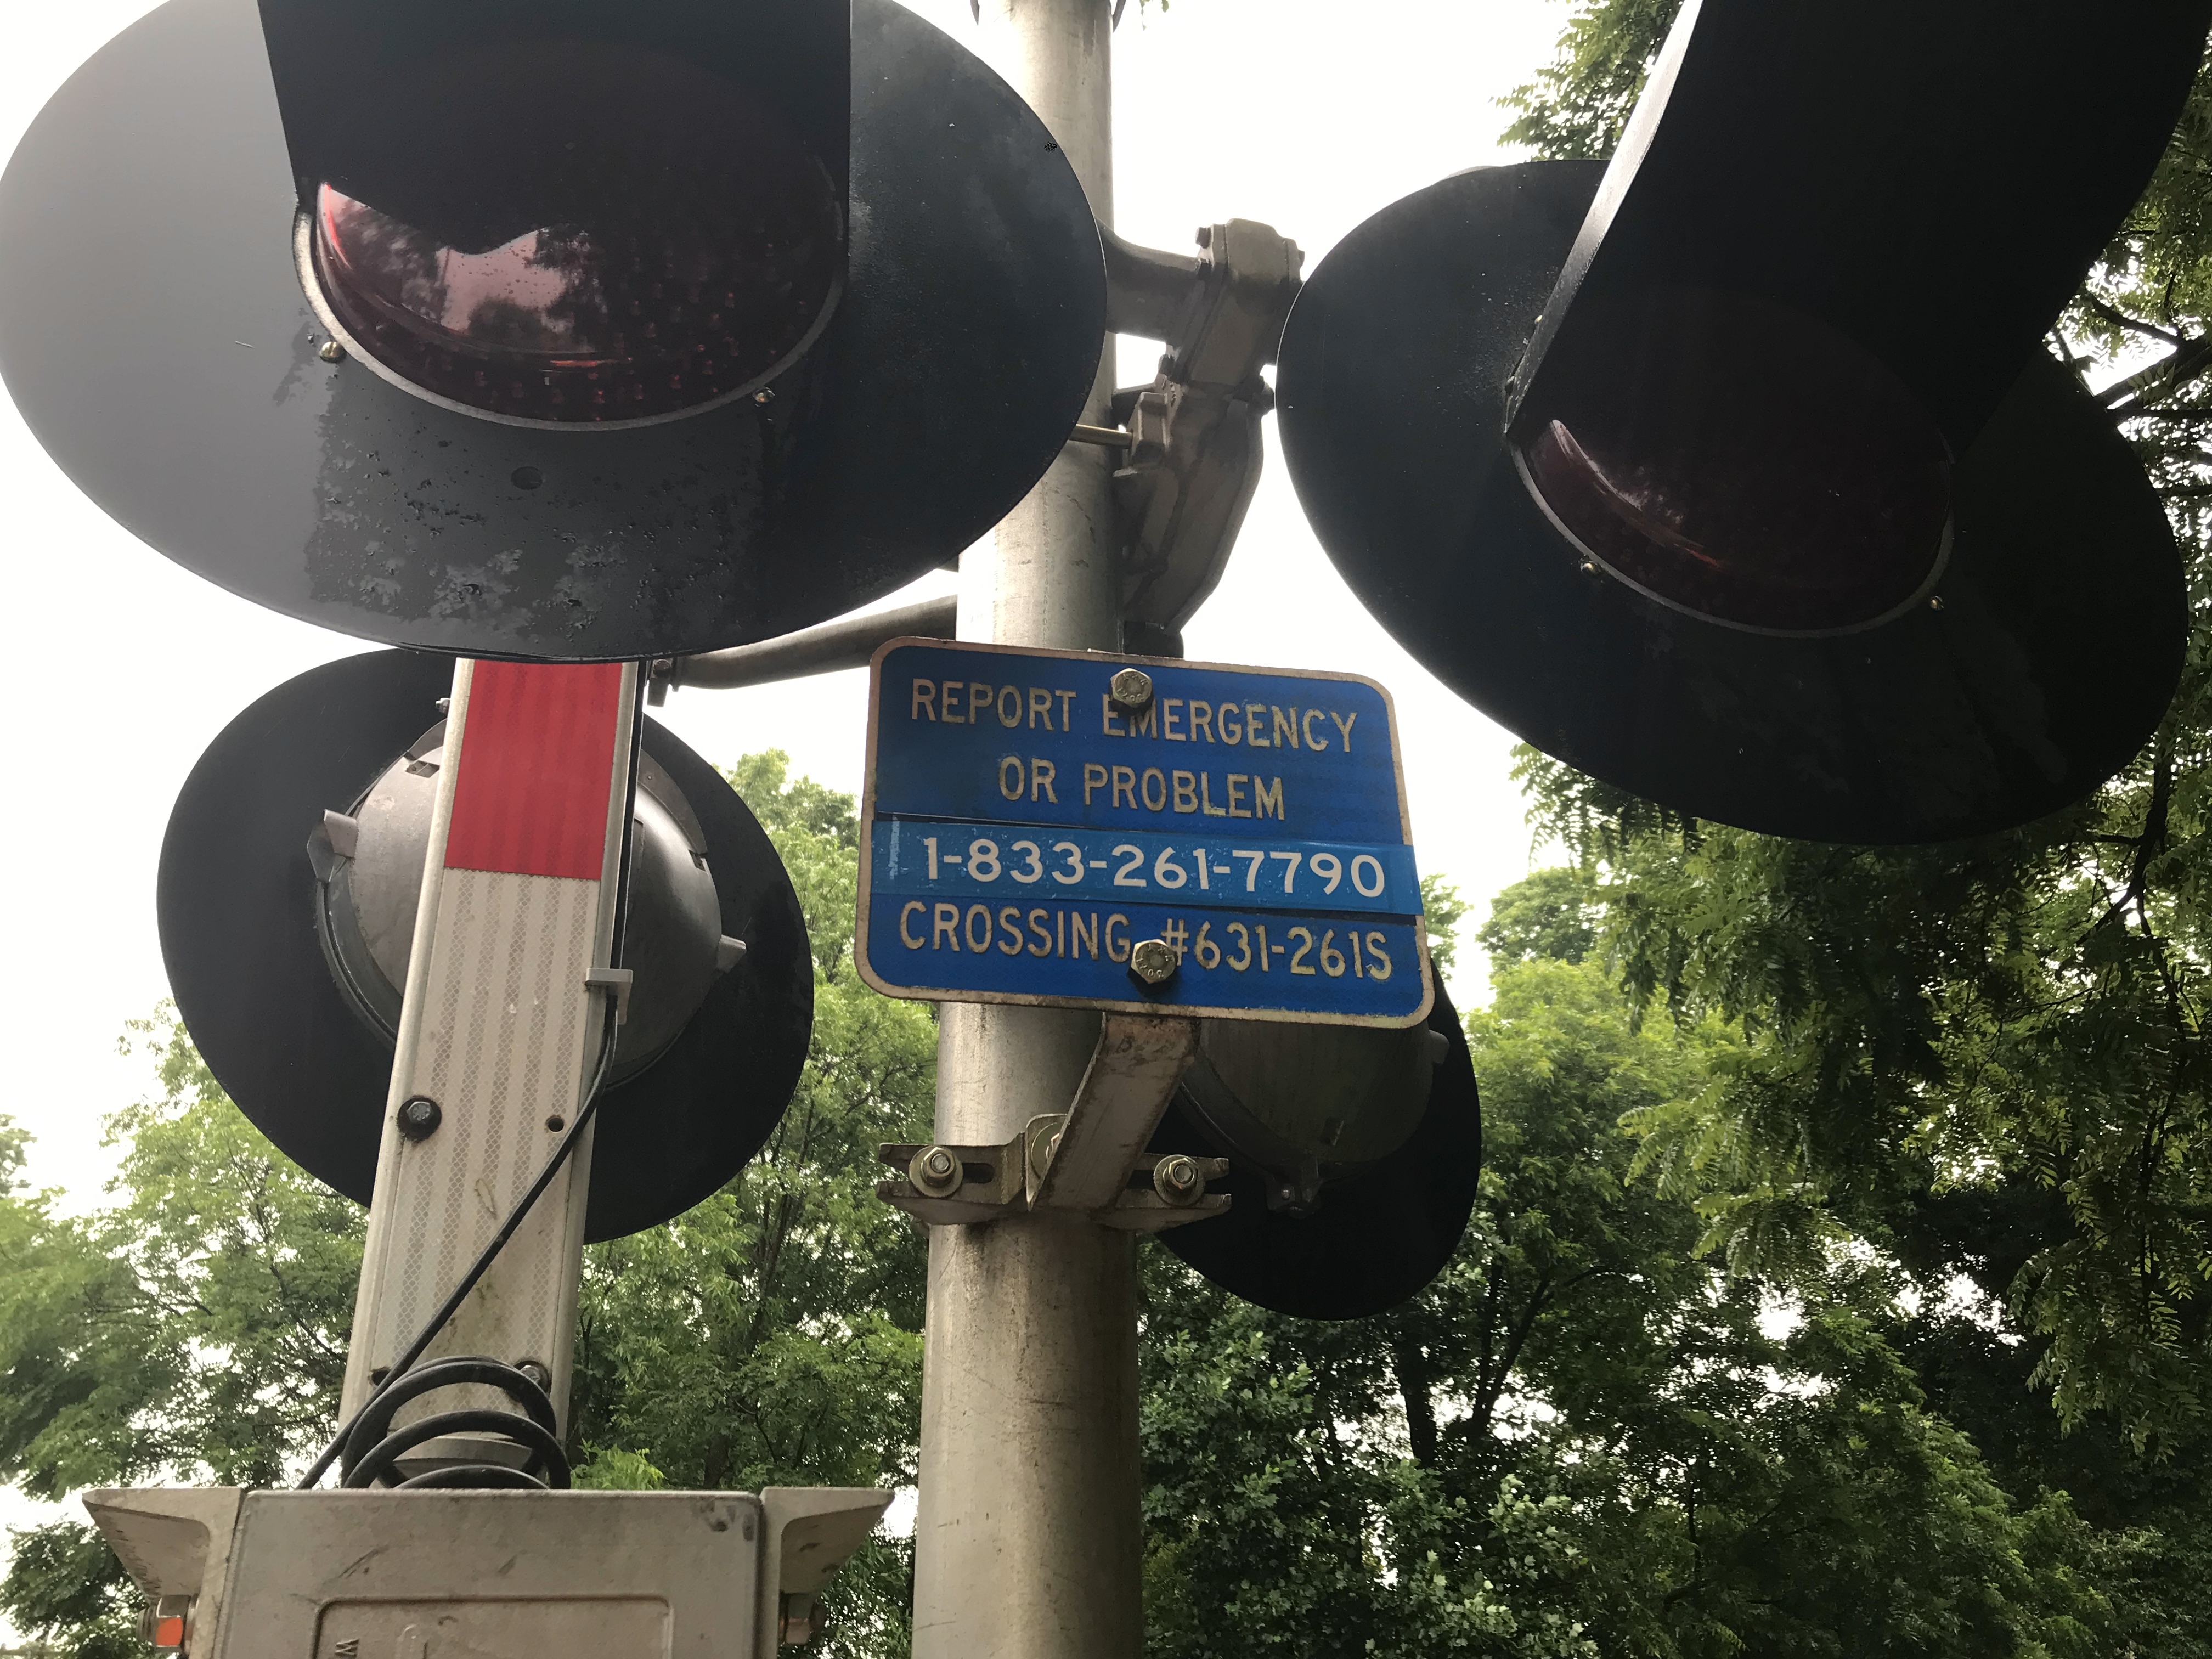 REPORT EMERGENCY
OR PROBLEM
1-833-261-7790
CROSSING #631-261S